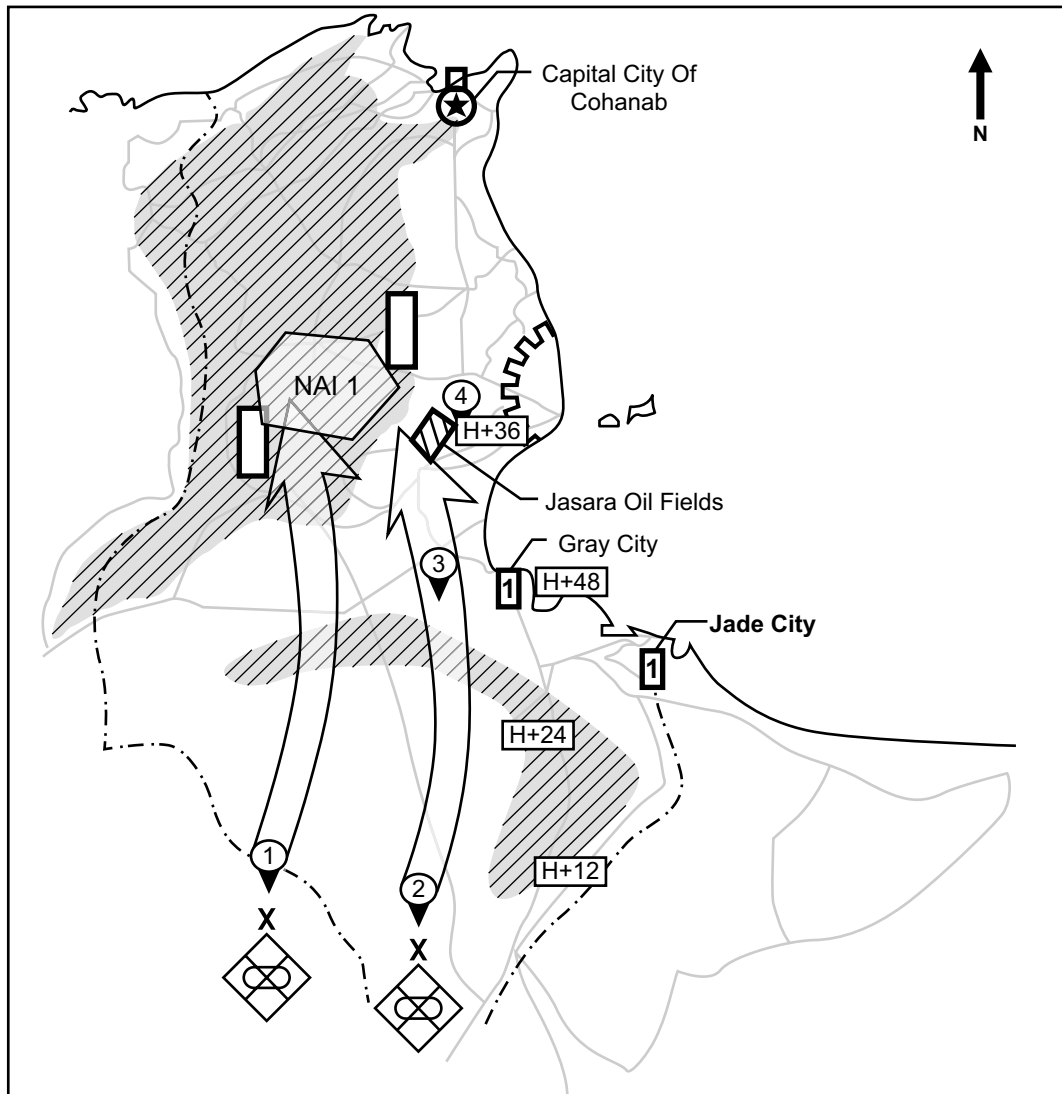 Capital City Of
Cohanab
N
NAI 1
4
H+36
Jasara Oil Fields
Gray City
3
1
H+48
Jade City
1
H+24
1
H+12
2
X
X